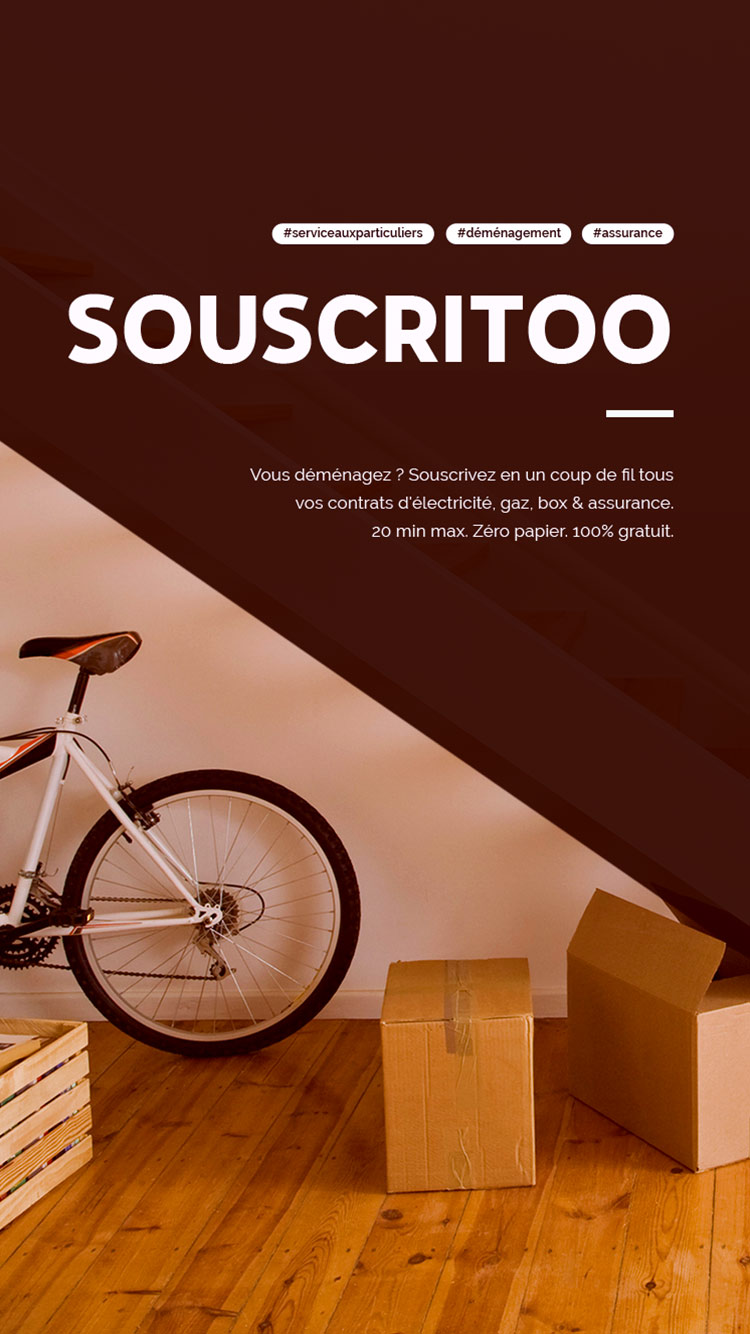 #serviceauxparticuliers #déménagement #assurance
SOUSCRITOO
Vous déménagez ? Souscrivez en un coup de fil tous
vos contrats d'électricité, gaz, box & assurance.
20 min max. Zéro papier. 100% gratuit.